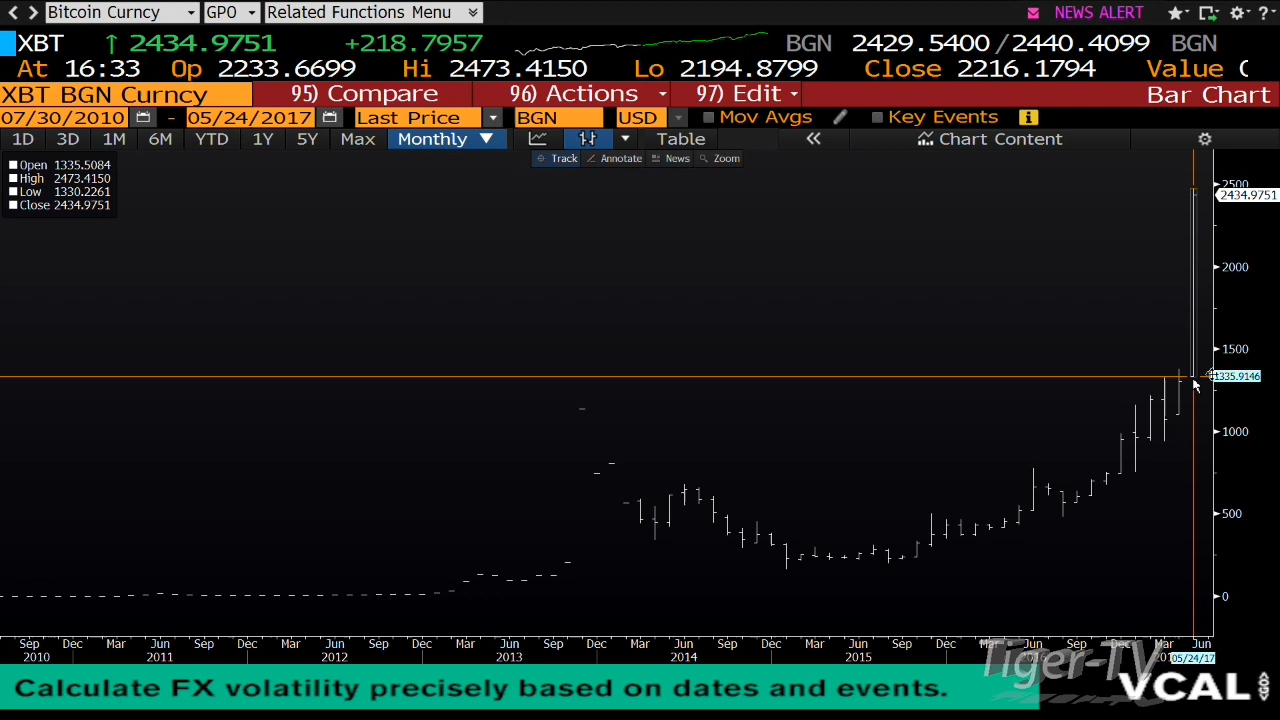 Bitcoin Curncy GPO Related Functions Menu NEWS ALERT ?
XBT ↑ 2434.9751 +218.7957 BGN 2429.5400/2440.4099 BGN
At 16:33 Op 2233.6699 Hi 2473.4150 Lo 2194.8799 Close 2216.1794 Value
XBT BGN Curncy 95) Compare 96) Actions 97) Edit Bar Chart
07/30/2010 - 05/24/2017 Last Price BGN USD Mov Avgs Key Events i
1D 3D 1M 6M YTD 1Y 5Y Max Monthly Table « Chart Content
Track Annotate News Zoom
Open 1335.5084
High 2473.4150
Low 1330.2261
Close 2434.9751
2500
2434.9751
2000
1500
1335.9146
1000
500
0
Sep Dec Mar Jun Sep Dec Mar Jun Sep Dec Mar Jun Sep Dec Mar Jun Sep Dec Mar Jun Sep Dec Mar Jun Sep Dec Mar Jun
2010 2011 2012 2013 2014 2015 2016 05/24/17
Tiger-TV
Calculate FX volatility precisely based on dates and events.
VCAL